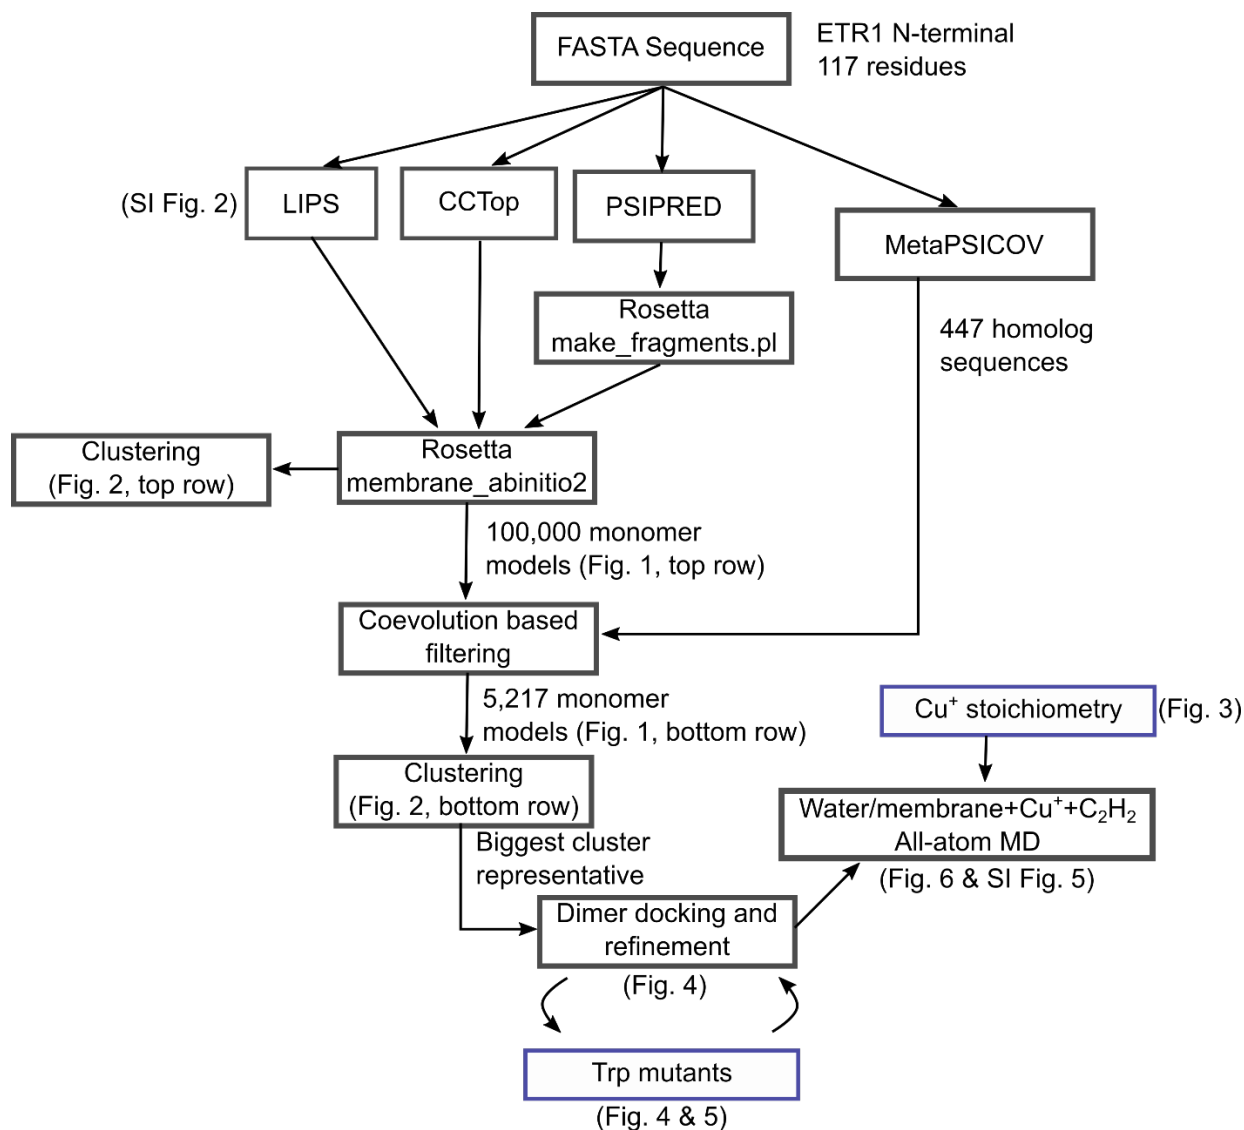 FASTA Sequence
ETR1 N-terminal
117 residues
(SI Fig. 2)
LIPS
CCTop
PSIPRED
MetaPSICOV
Rosetta
make_fragments.pl
447 homolog
sequences
Clustering
(Fig. 2, top row)
Rosetta
membrane_abinitio2
100,000 monomer
models (Fig. 1, top row)
Coevolution based
filtering
5,217 monomer
models (Fig. 1, bottom row)
Cu⁺ stoichiometry
(Fig. 3)
Clustering
(Fig. 2, bottom row)
Water/membrane+Cu⁺+C₂H₂
All-atom MD
(Fig. 6 & SI Fig. 5)
Biggest cluster
representative
Dimer docking and
refinement
(Fig. 4)
Trp mutants
(Fig. 4 & 5)